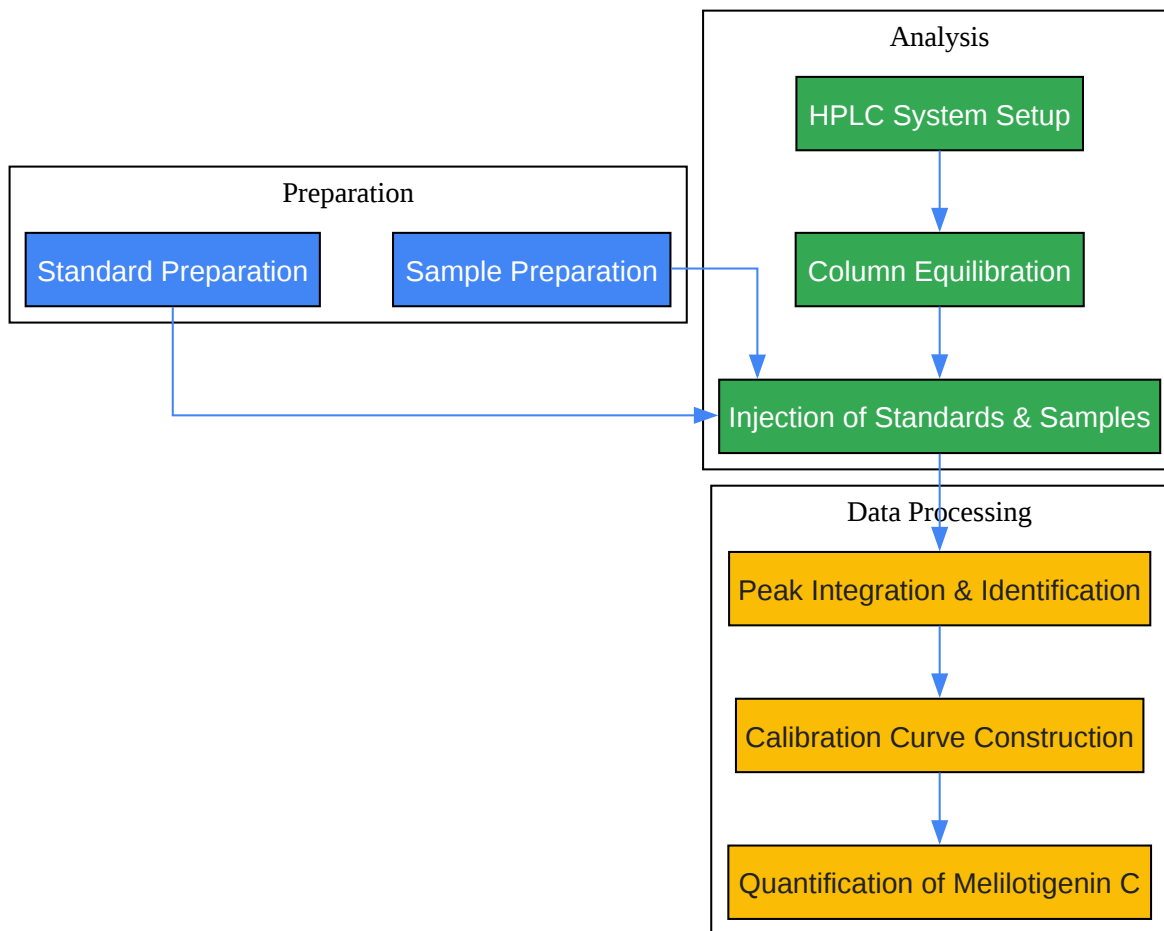 Analysis
HPLC System Setup
Preparation
Standard Preparation
Sample Preparation
Column Equilibration
Injection of Standards & Samples
Data Processing
Peak Integration & Identification
Calibration Curve Construction
Quantification of Melilotigenin C